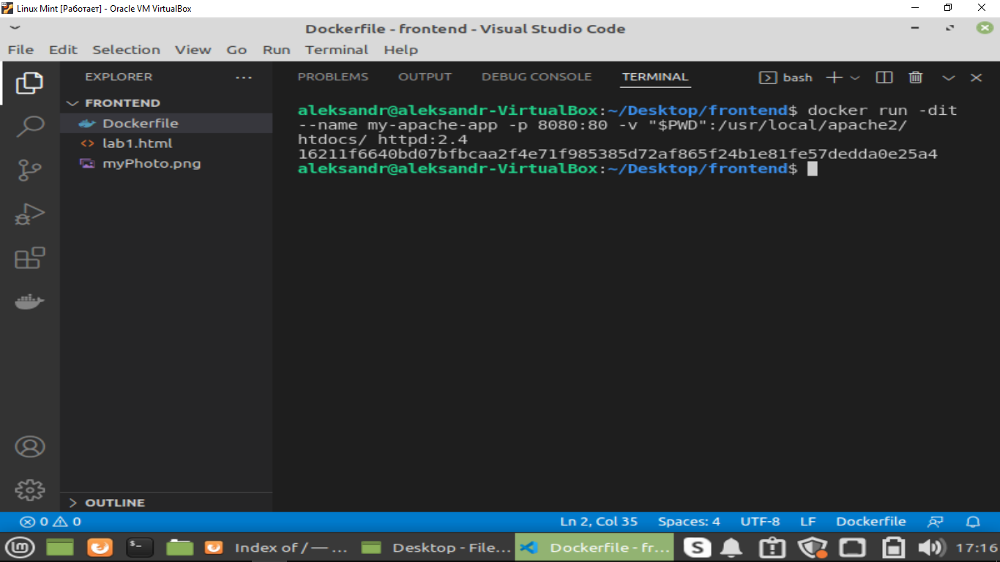 Linux Mint [Работает] - Oracle VM VirtualBox
Dockerfile - frontend - Visual Studio Code
File Edit Selection View Go Run Terminal Help
EXPLORER ...
PROBLEMS OUTPUT DEBUG CONSOLE TERMINAL bash
FRONTEND
Dockerfile
lab1.html
myPhoto.png
aleksandr@aleksandr-VirtualBox:~/Desktop/frontend$ docker run -dit
--name my-apache-app -p 8080:80 -v "$PWD":/usr/local/apache2/
htdocs/ httpd:2.4
16211f6640bd07bfbcaa2f4e71f985385d72af865f24b1e81fe57dedda0e25a4
aleksandr@aleksandr-VirtualBox:~/Desktop/frontend$
OUTLINE
0 0 Ln 2, Col 35 Spaces: 4 UTF-8 LF Dockerfile
Index of / — ... Desktop - File... Dockerfile - fr... S 17:16